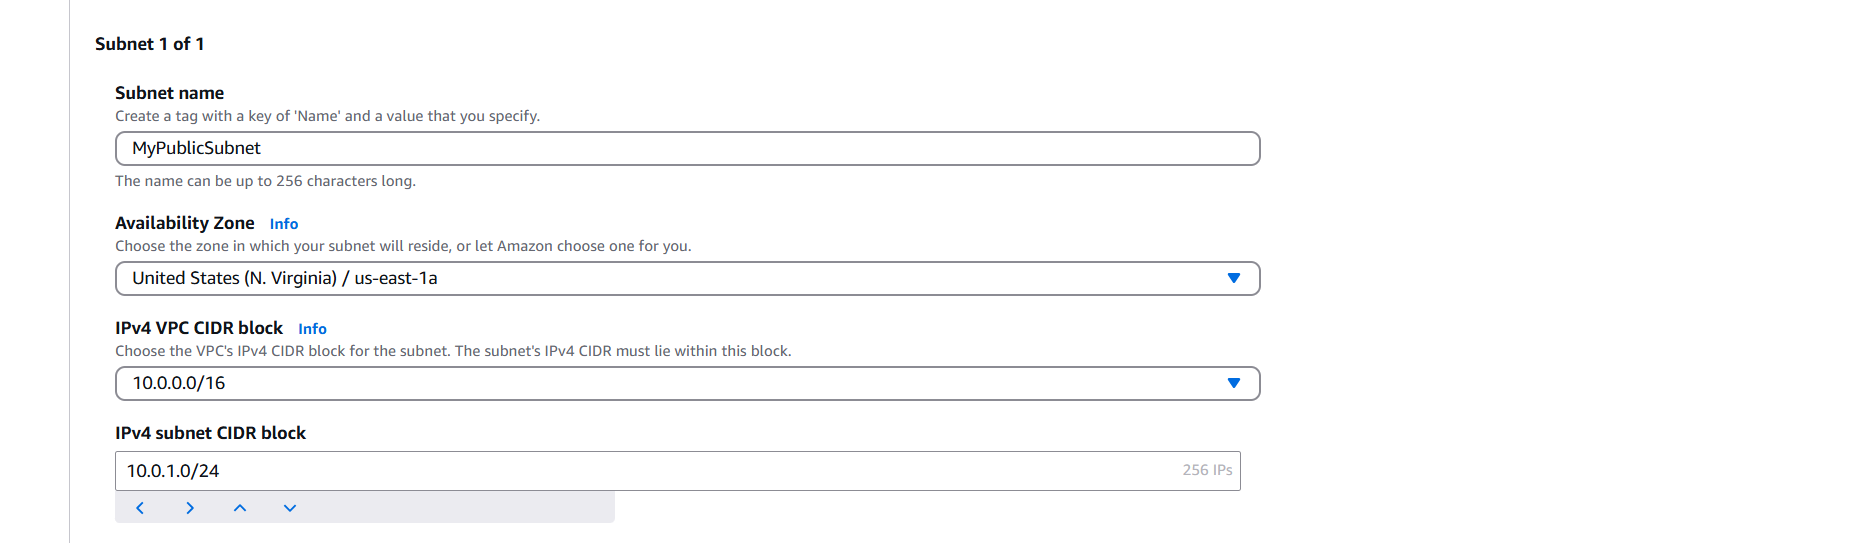 Subnet 1 of 1
Subnet name
Create a tag with a key of 'Name' and a value that you specify.
MyPublicSubnet
The name can be up to 256 characters long.
Availability Zone Info
Choose the zone in which your subnet will reside, or let Amazon choose one for you.
United States (N. Virginia) / us-east-1a
IPv4 VPC CIDR block Info
Choose the VPC's IPv4 CIDR block for the subnet. The subnet's IPv4 CIDR must lie within this block.
10.0.0.0/16
IPv4 subnet CIDR block
10.0.1.0/24 256 IPs